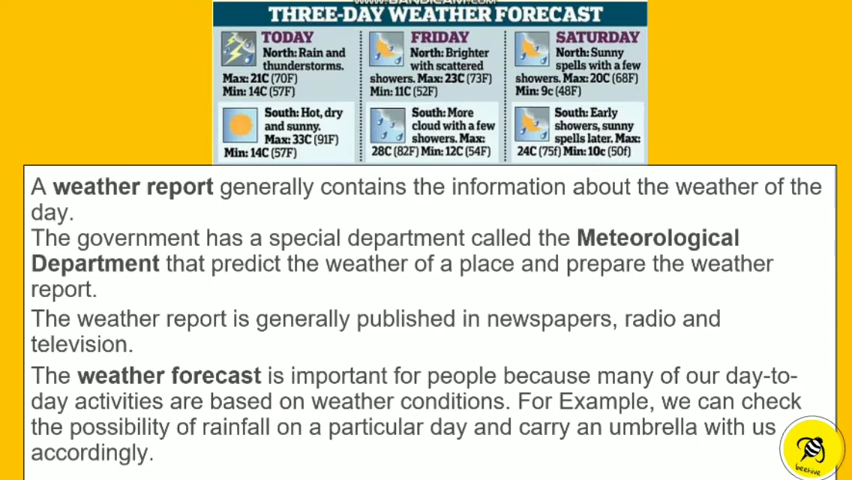 WWW.BANDICAM.COM
THREE-DAY WEATHER FORECAST
TODAY
North: Rain and
thunderstorms.
Max: 21C (70F)
Min: 14C (57F)
South: Hot, dry
and sunny.
Max: 33C (91F)
Min: 14C (57F)
FRIDAY
North: Brighter
with scattered
showers. Max: 23C (73F)
Min: 11C (52F)
South: More
cloud with a few
showers. Max:
28C (82F) Min: 12C (54F)
SATURDAY
North: Sunny
spells with a few
showers. Max: 20C (68F)
Min: 9c (48F)
South: Early
showers, sunny
spells later. Max:
24C (75f) Min: 10c (50f)
A weather report generally contains the information about the weather of the
day.
The government has a special department called the Meteorological
Department that predict the weather of a place and prepare the weather
report.
The weather report is generally published in newspapers, radio and
television.
The weather forecast is important for people because many of our day-to-
day activities are based on weather conditions. For Example, we can check
the possibility of rainfall on a particular day and carry an umbrella with us
accordingly.
beehive